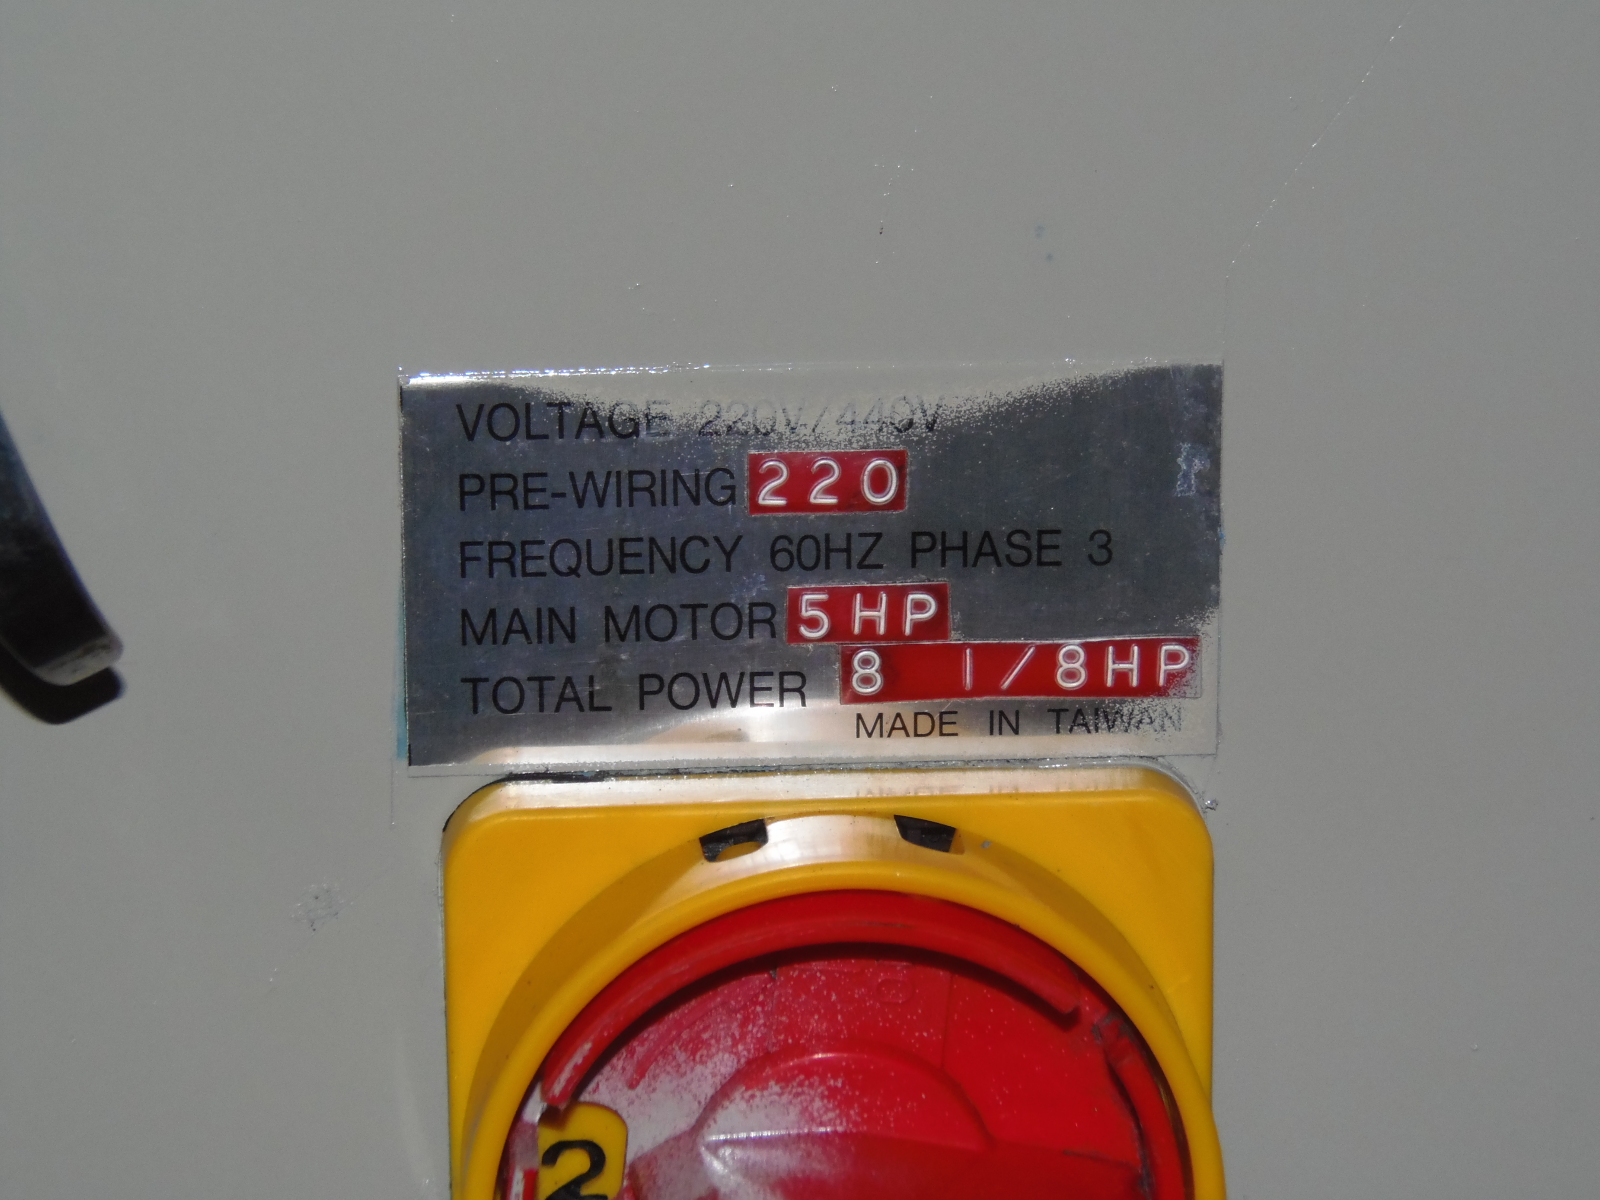 VOLTAGE 220V/440V
PRE-WIRING 220
FREQUENCY 60HZ PHASE 3
MAIN MOTOR 5HP
TOTAL POWER 8 1/8HP
MADE IN TAIWAN
2